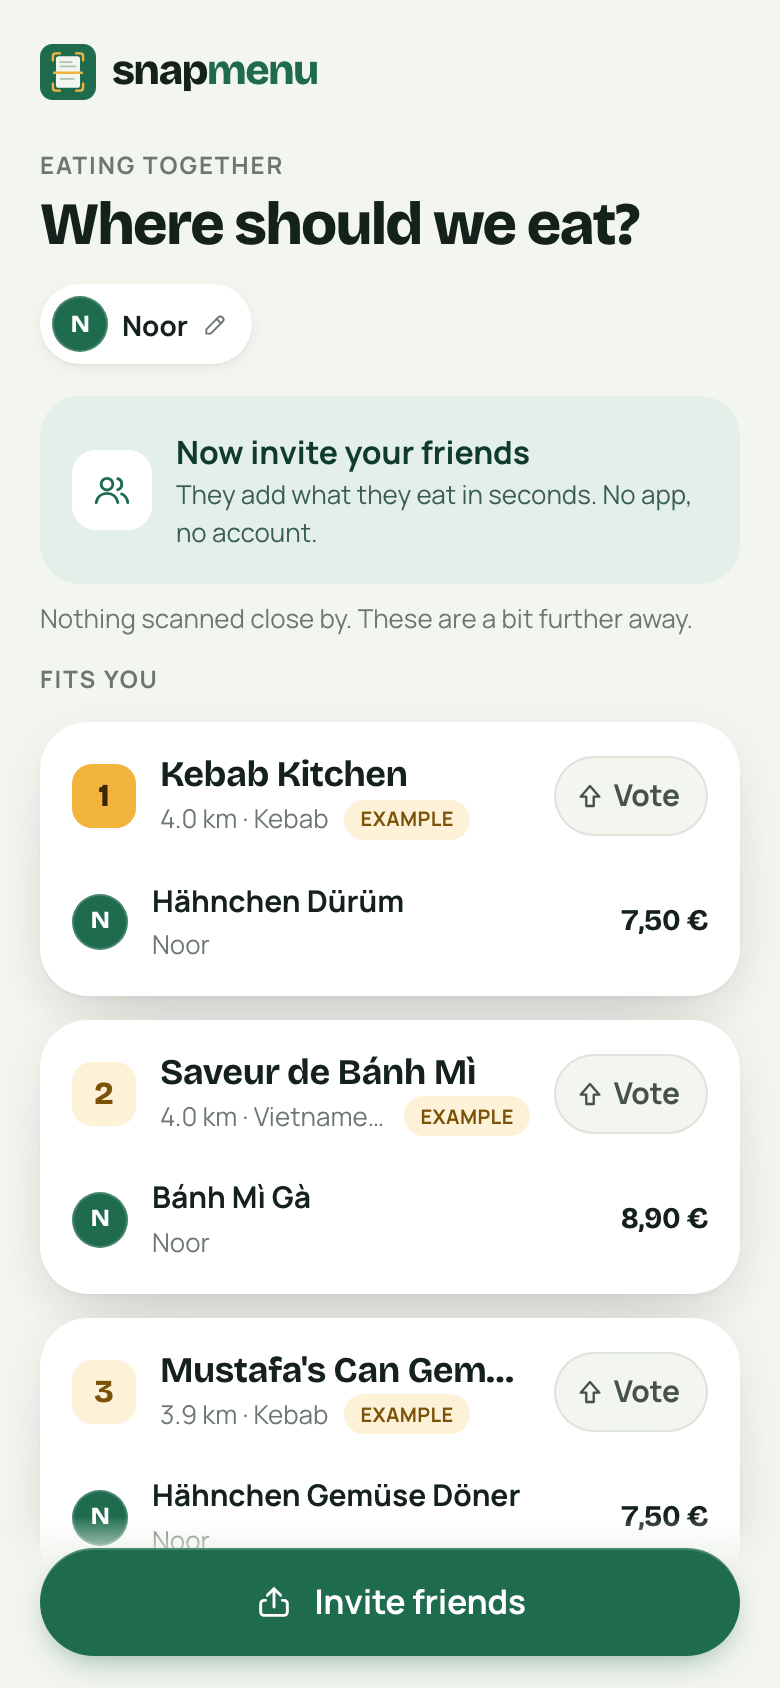 snapmenu
EATING TOGETHER
Where should we eat?
N Noor
Now invite your friends
They add what they eat in seconds. No app,
no account.
Nothing scanned close by. These are a bit further away.
FITS YOU
1
Kebab Kitchen
4.0 km · Kebab EXAMPLE
Vote
N
Hähnchen Dürüm
Noor
7,50 €
2
Saveur de Bánh Mì
4.0 km · Vietname... EXAMPLE
Vote
N
Bánh Mì Gà
Noor
8,90 €
3
Mustafa's Can Gem...
3.9 km · Kebab EXAMPLE
Vote
N
Hähnchen Gemüse Döner
Noor
7,50 €
Invite friends